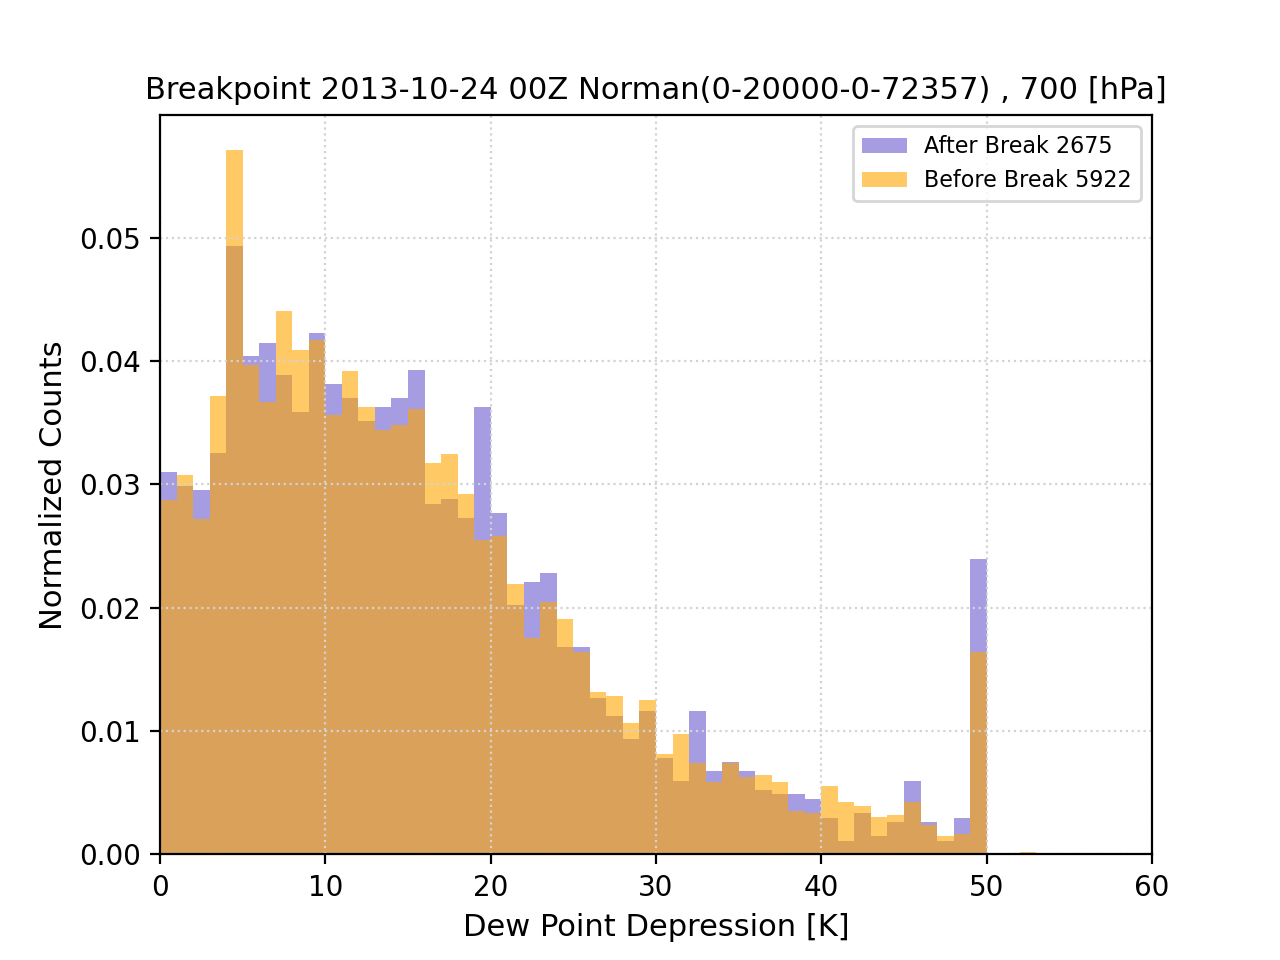 Breakpoint 2013-10-24 00Z Norman(0-20000-0-72357) , 700 [hPa]
After Break 2675
Before Break 5922
Normalized Counts
0.05
0.04
0.03
0.02
0.01
0.00
0 10 20 30 40 50 60
Dew Point Depression [K]